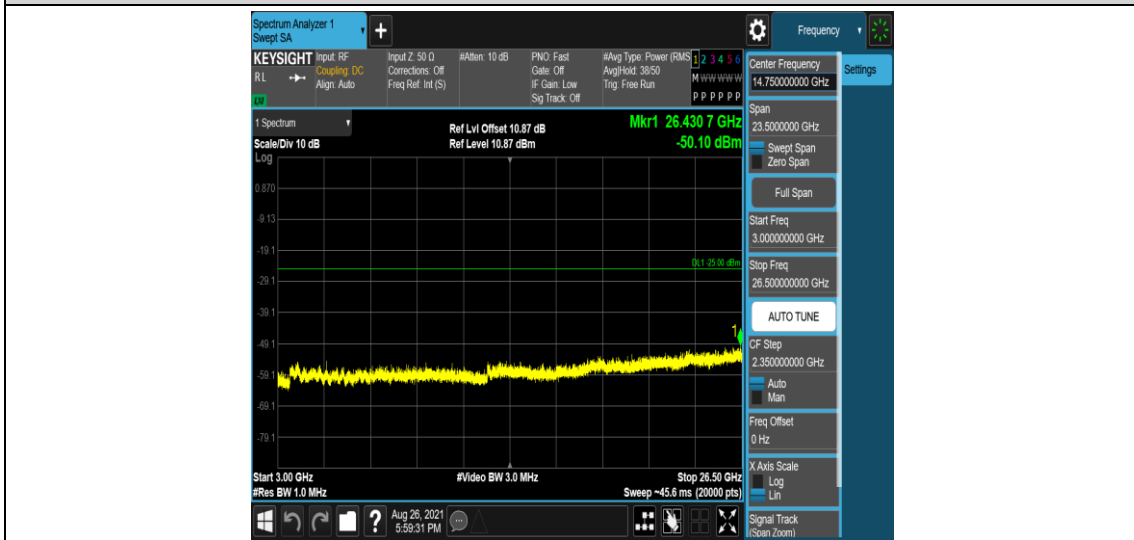 Spectrum Analyzer 1
Swept SA
+
Frequency
KEYSIGHT
RL
LXI
Input: RF
Coupling: DC
Align: Auto
Input Z: 50 Ω
Corrections: Off
Freq Ref: Int (S)
#Atten: 10 dB
PNO: Fast
Gate: Off
IF Gain: Low
Sig Track: Off
#Avg Type: Power (RMS
Avg|Hold: 38/50
Trig: Free Run
1 2 3 4 5 6
M W W W W W
P P P P P P
1 Spectrum
Scale/Div 10 dB
Ref Lvl Offset 10.87 dB
Ref Level 10.87 dBm
Mkr1 26.430 7 GHz
-50.10 dBm
Log
0.870
-9.13
-19.1
DL1 -25.00 dBm
-29.1
-39.1
1
-49.1
-59.1
-69.1
-79.1
Start 3.00 GHz
#Video BW 3.0 MHz
Stop 26.50 GHz
#Res BW 1.0 MHz
Sweep ~45.6 ms (20000 pts)
?
Aug 26, 2021
5:59:31 PM
Center Frequency
14.750000000 GHz
Settings
Span
23.5000000 GHz
Swept Span
Zero Span
Full Span
Start Freq
3.000000000 GHz
Stop Freq
26.500000000 GHz
AUTO TUNE
CF Step
2.350000000 GHz
Auto
Man
Freq Offset
0 Hz
X Axis Scale
Log
Lin
Signal Track
(Span Zoom)